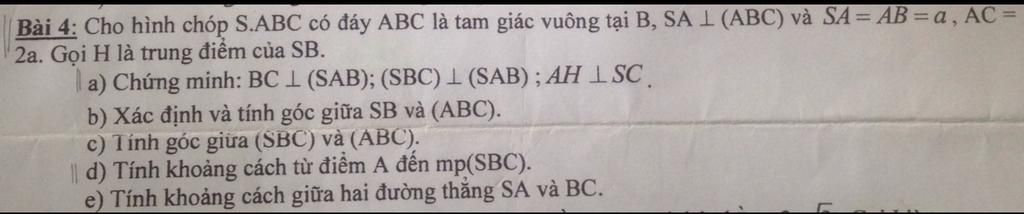 Bài 4: Cho hình chóp S.ABC có đáy ABC là tam giác vuông tại B, SA ⊥ (ABC) và SA = AB = a, AC =
2a. Gọi H là trung điểm của SB.
a) Chứng minh: BC ⊥ (SAB); (SBC) ⊥ (SAB) ; AH ⊥ SC.
b) Xác định và tính góc giữa SB và (ABC).
c) Tính góc giữa (SBC) và (ABC).
d) Tính khoảng cách từ điểm A đến mp(SBC).
e) Tính khoảng cách giữa hai đường thẳng SA và BC.